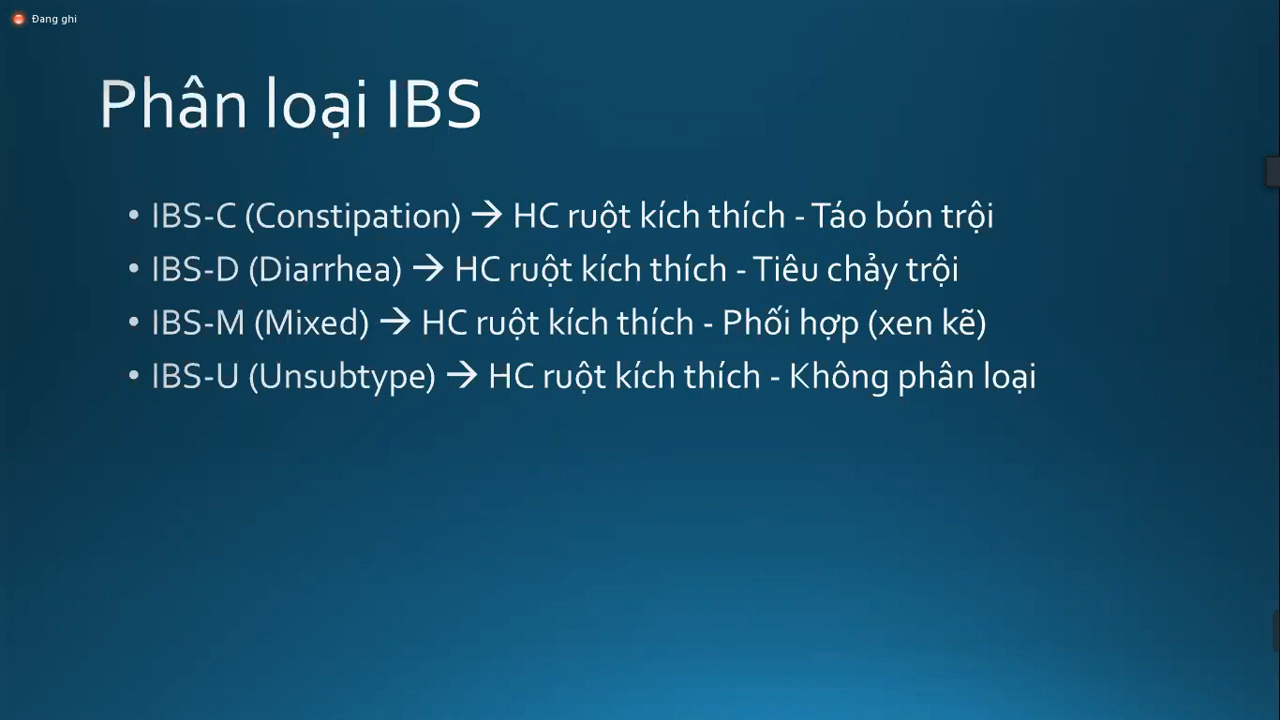 Đang ghi
Phân loại IBS
• IBS-C (Constipation) → HC ruột kích thích - Táo bón trội
• IBS-D (Diarrhea) → HC ruột kích thích - Tiêu chảy trội
• IBS-M (Mixed) → HC ruột kích thích - Phối hợp (xen kẽ)
• IBS-U (Unsubtype) → HC ruột kích thích - Không phân loại